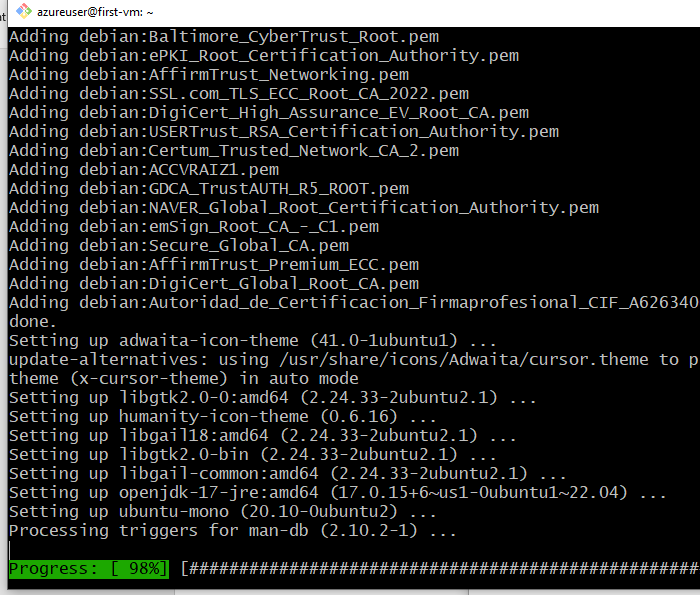 azureuser@first-vm: ~
Adding debian:Baltimore_CyberTrust_Root.pem
Adding debian:ePKI_Root_Certification_Authority.pem
Adding debian:AffirmTrust_Networking.pem
Adding debian:SSL.com_TLS_ECC_Root_CA_2022.pem
Adding debian:DigiCert_High_Assurance_EV_Root_CA.pem
Adding debian:USERTrust_RSA_Certification_Authority.pem
Adding debian:Certum_Trusted_Network_CA_2.pem
Adding debian:ACCVRAIZ1.pem
Adding debian:GDCA_TrustAUTH_R5_ROOT.pem
Adding debian:NAVER_Global_Root_Certification_Authority.pem
Adding debian:emSign_Root_CA_-_C1.pem
Adding debian:Secure_Global_CA.pem
Adding debian:AffirmTrust_Premium_ECC.pem
Adding debian:DigiCert_Global_Root_CA.pem
Adding debian:Autoridad_de_Certificacion_Firmaprofesional_CIF_A626340
done.
Setting up adwaita-icon-theme (41.0-1ubuntu1) ...
update-alternatives: using /usr/share/icons/Adwaita/cursor.theme to p
theme (x-cursor-theme) in auto mode
Setting up libgtk2.0-0:amd64 (2.24.33-2ubuntu2.1) ...
Setting up humanity-icon-theme (0.6.16) ...
Setting up libgail18:amd64 (2.24.33-2ubuntu2.1) ...
Setting up libgtk2.0-bin (2.24.33-2ubuntu2.1) ...
Setting up libgail-common:amd64 (2.24.33-2ubuntu2.1) ...
Setting up openjdk-17-jre:amd64 (17.0.15+6~us1-0ubuntu1~22.04) ...
Setting up ubuntu-mono (20.10-0ubuntu2) ...
Processing triggers for man-db (2.10.2-1) ...
Progress: [ 98%] [###################################################